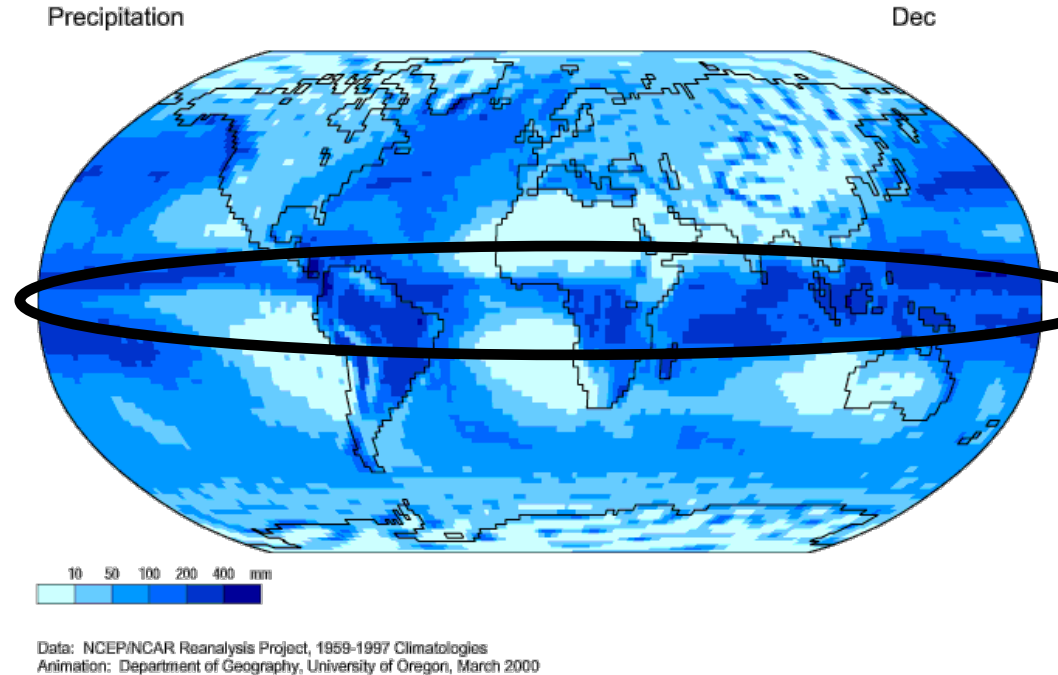 Precipitation Dec
10 50 100 200 400 mm
Data: NCEP/NCAR Reanalysis Project, 1959-1997 Climatologies
Animation: Department of Geography, University of Oregon, March 2000